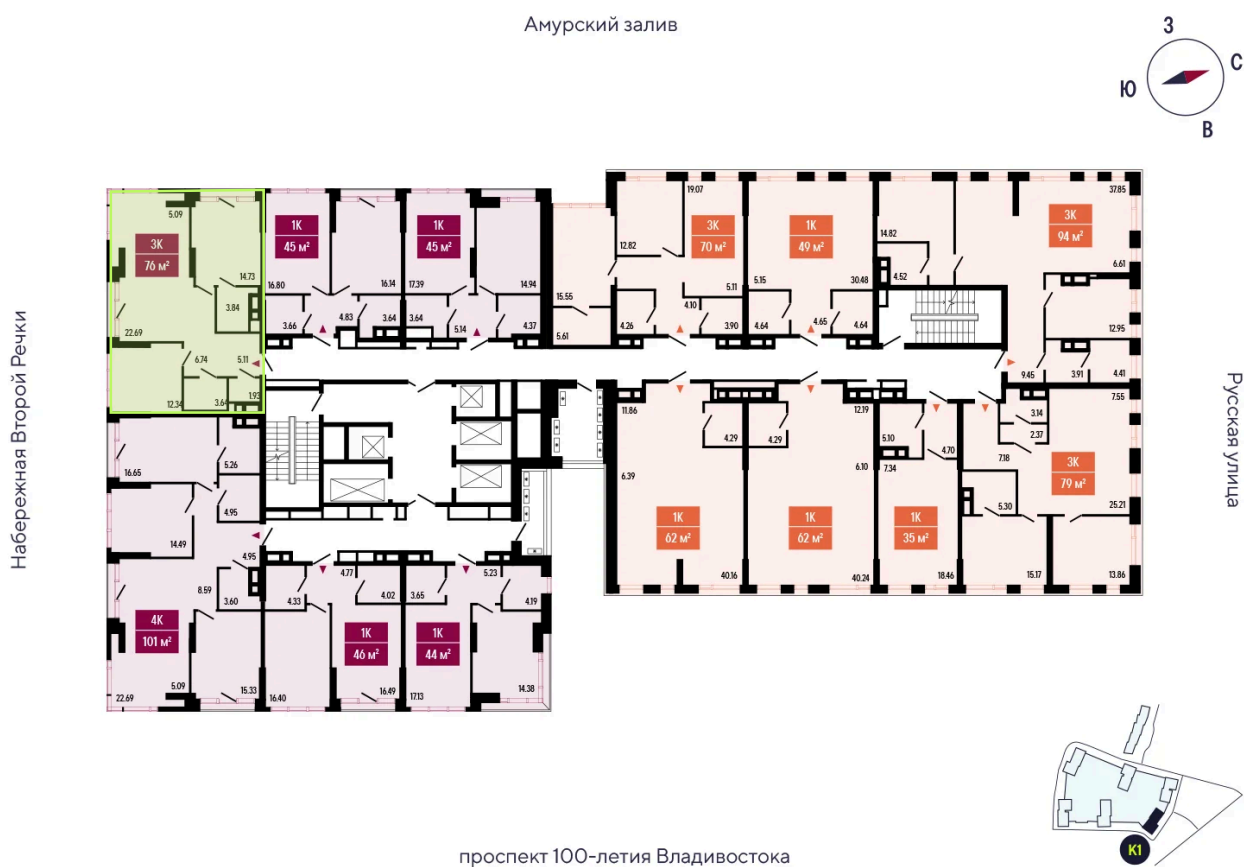 Амурский залив
З
С
Ю
В
Набережная Второй Речки
Русская улица
5.09
3К
76 м²
14.73
3.84
22.69
6.74
5.11
12.34
3.64
1.93
1К
45 м²
16.80
16.14
3.66
4.83
3.64
1К
45 м²
17.39
14.94
3.64
5.14
4.37
15.55
5.61
19.07
12.82
3К
70 м²
5.11
4.10
4.26
3.90
1К
49 м²
5.15
30.48
4.64
4.65
4.64
37.85
14.82
3К
94 м²
4.52
6.61
12.95
9.45
3.91
4.41
16.65
5.26
4.95
14.49
4.95
8.59
3.60
4К
101 м²
22.69
5.09
15.33
4.77
4.33
4.02
1К
46 м²
16.40
16.49
5.23
3.65
4.19
1К
44 м²
17.13
14.38
11.86
4.29
6.39
1К
62 м²
40.16
12.19
4.29
6.10
1К
62 м²
40.24
5.10
4.70
7.34
1К
35 м²
18.46
7.55
3.14
2.37
7.18
3К
79 м²
5.30
25.21
15.17
13.86
К1
проспект 100-летия Владивостока